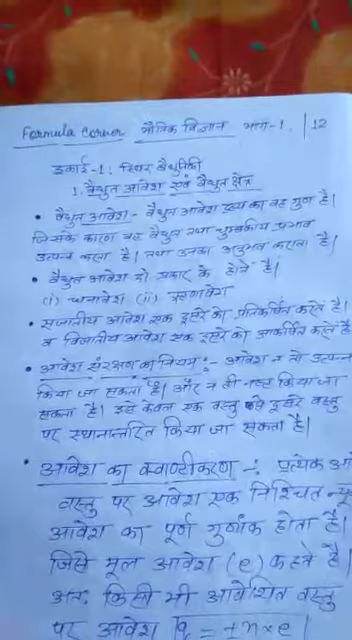 Formula Corner भौतिक विज्ञान भाग-1. / 12
इकाई-1: स्थिर वैद्युतिकी
1. वैद्युत आवेश एवं वैद्युत क्षेत्र
• वैद्युत आवेश - वैद्युत आवेश द्रव्य का वह गुण है।
जिसके कारण वह वैद्युत तथा चुम्बकीय प्रभाव
उत्पन्न करता है। तथा उनका अनुभव कराता है।
• वैद्युत आवेश दो प्रकार के होते हैं।
(i) धनावेश (ii) ऋणावेश
• सजातीय आवेश एक दूसरे को प्रतिकर्षित करते हैं।
व विजातीय आवेश एक दूसरे को आकर्षित करते हैं
• आवेश संरक्षण का नियम :- आवेश न तो उत्पन्न
किया जा सकता है। और न ही नष्ट किया जा
सकता है। इसे केवल एक वस्तु से दूसरे वस्तु
पर स्थानान्तरित किया जा सकता है।
• आवेश का क्वाण्टीकरण -: प्रत्येक
वस्तु पर आवेश एक निश्चित
आवेश का पूर्ण गुणांक होता है।
जिसे मूल आवेश (e) कहते हैं।
अतः किसी भी आवेशित वस्तु
पर आवेश q = +n×e।